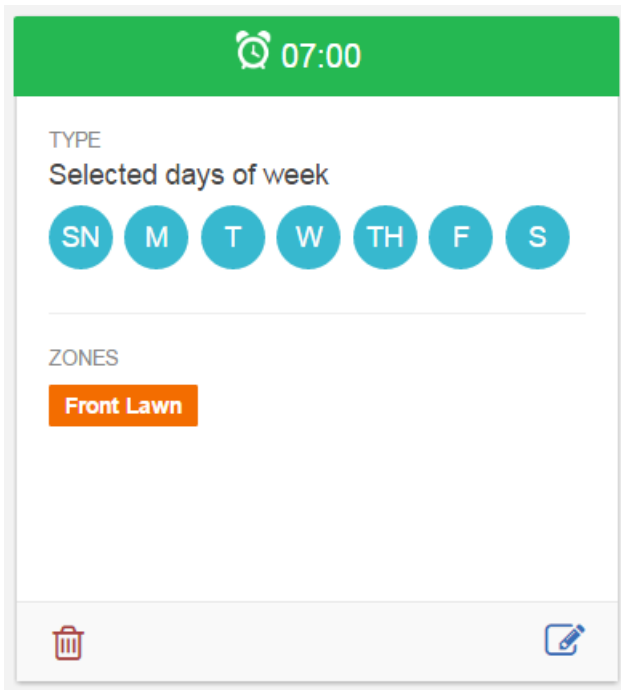 07:00
TYPE
Selected days of week
SN M T W TH F S
ZONES
Front Lawn